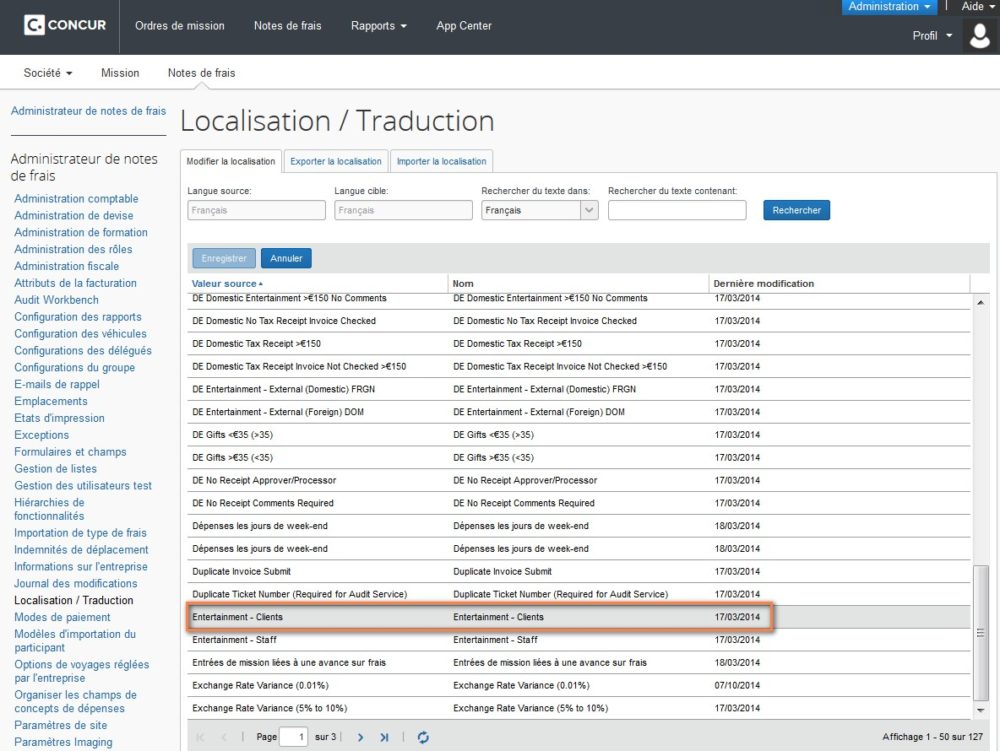 CONCUR
Ordres de mission
Notes de frais
Rapports
App Center
Administration
Aide
Profil
Société
Mission
Notes de frais
Administrateur de notes de frais
Administrateur de notes
de frais
Administration comptable
Administration de devise
Administration de formation
Administration des rôles
Administration fiscale
Attributs de la facturation
Audit Workbench
Configuration des rapports
Configuration des véhicules
Configurations des délégués
Configurations du groupe
E-mails de rappel
Emplacements
Etats d'impression
Exceptions
Formulaires et champs
Gestion de listes
Gestion des utilisateurs test
Hiérarchies de
fonctionnalités
Importation de type de frais
Indemnités de déplacement
Informations sur l'entreprise
Journal des modifications
Localisation / Traduction
Modes de paiement
Modèles d'importation du
participant
Options de voyages réglées
par l'entreprise
Organiser les champs de
concepts de dépenses
Paramètres de site
Paramètres Imaging
Localisation / Traduction
Modifier la localisation
Exporter la localisation
Importer la localisation
Langue source:
Langue cible:
Rechercher du texte dans:
Rechercher du texte contenant:
Français
Français
Français
Rechercher
Enregistrer
Annuler
Valeur source Nom Dernière modification
DE Domestic Entertainment >€150 No Comments DE Domestic Entertainment >€150 No Comments 17/03/2014
DE Domestic No Tax Receipt Invoice Checked DE Domestic No Tax Receipt Invoice Checked 17/03/2014
DE Domestic Tax Receipt >€150 DE Domestic Tax Receipt >€150 17/03/2014
DE Domestic Tax Receipt Invoice Not Checked >€150 DE Domestic Tax Receipt Invoice Not Checked >€150 17/03/2014
DE Entertainment - External (Domestic) FRGN DE Entertainment - External (Domestic) FRGN 17/03/2014
DE Entertainment - External (Foreign) DOM DE Entertainment - External (Foreign) DOM 17/03/2014
DE Gifts <€35 (>35) DE Gifts <€35 (>35) 17/03/2014
DE Gifts >€35 (<35) DE Gifts >€35 (<35) 17/03/2014
DE No Receipt Approver/Processor DE No Receipt Approver/Processor 17/03/2014
DE No Receipt Comments Required DE No Receipt Comments Required 17/03/2014
Dépenses les jours de week-end Dépenses les jours de week-end 18/03/2014
Dépenses les jours de week-end Dépenses les jours de week-end 18/03/2014
Duplicate Invoice Submit Duplicate Invoice Submit 17/03/2014
Duplicate Ticket Number (Required for Audit Service) Duplicate Ticket Number (Required for Audit Service) 17/03/2014
Entertainment - Clients Entertainment - Clients 17/03/2014
Entertainment - Staff Entertainment - Staff 17/03/2014
Entrées de mission liées à une avance sur frais Entrées de mission liées à une avance sur frais 18/03/2014
Exchange Rate Variance (0.01%) Exchange Rate Variance (0.01%) 07/10/2014
Exchange Rate Variance (5% to 10%) Exchange Rate Variance (5% to 10%) 17/03/2014
Page 1 sur 3
Affichage 1 - 50 sur 127